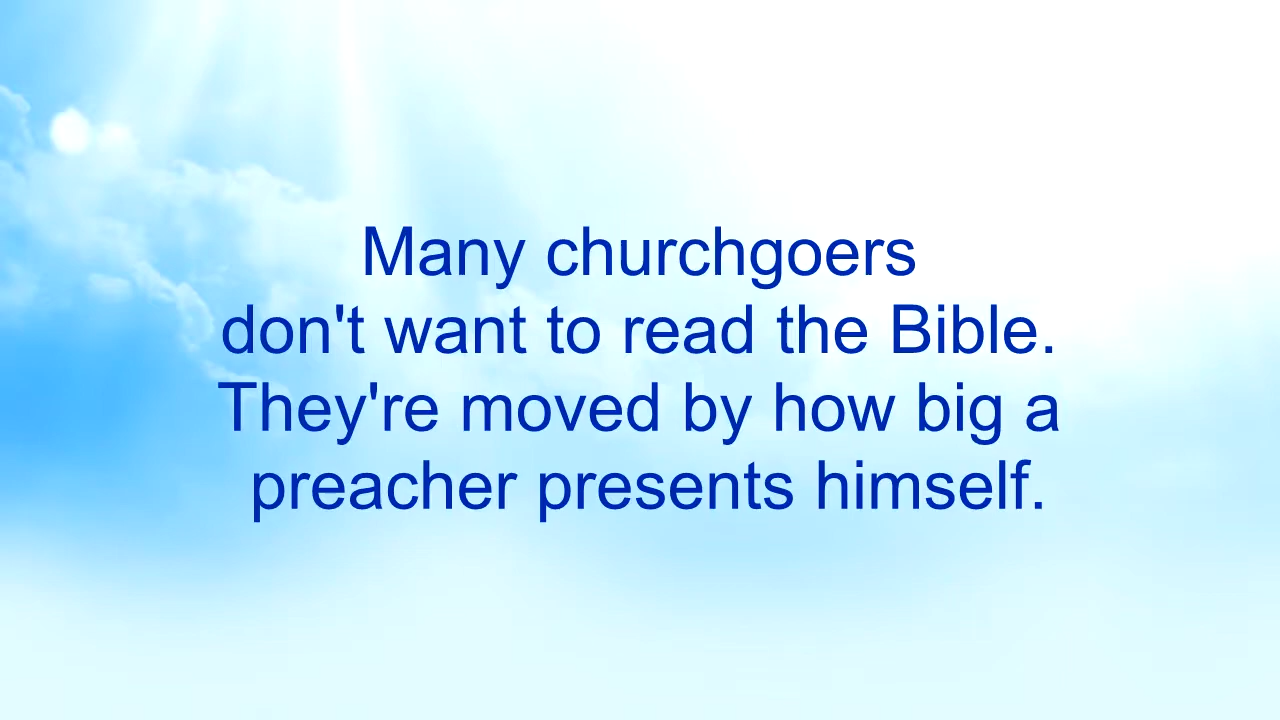 Many churchgoers
don't want to read the Bible.
They're moved by how big a
preacher presents himself.